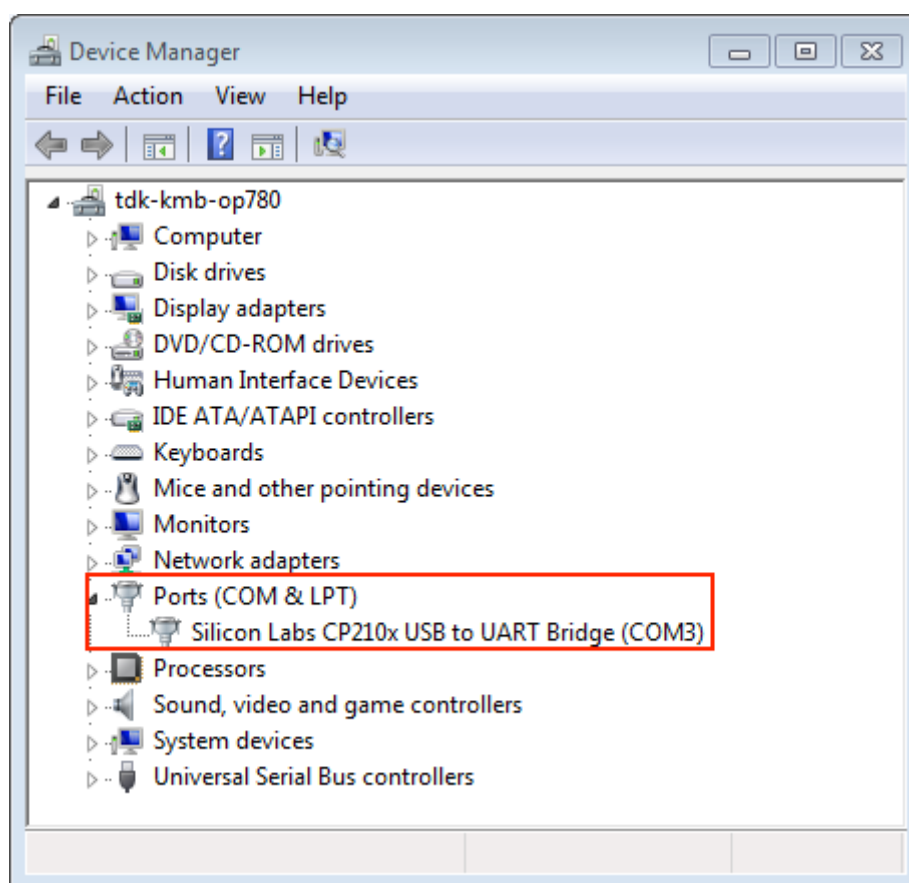 Device Manager
File Action View Help
tdk-kmb-op780
Computer
Disk drives
Display adapters
DVD/CD-ROM drives
Human Interface Devices
IDE ATA/ATAPI controllers
Keyboards
Mice and other pointing devices
Monitors
Network adapters
Ports (COM & LPT)
Silicon Labs CP210x USB to UART Bridge (COM3)
Processors
Sound, video and game controllers
System devices
Universal Serial Bus controllers